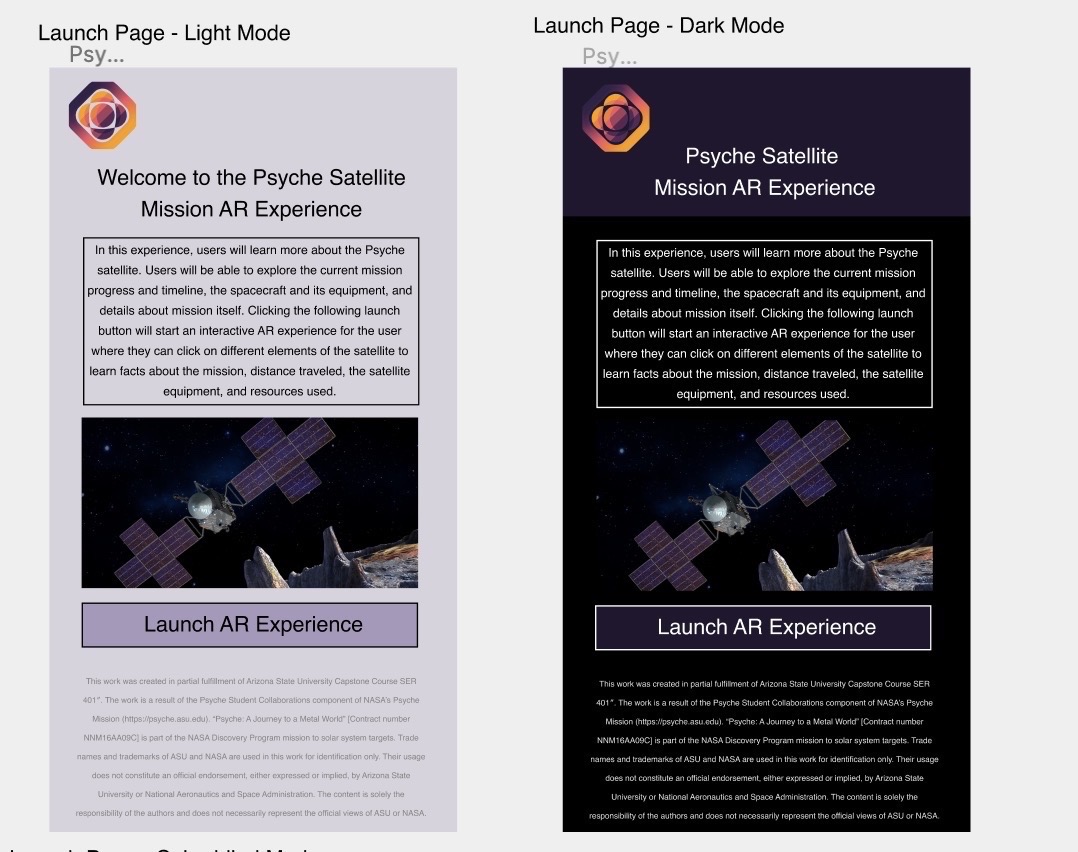 Launch Page - Light Mode
Psy...
Welcome to the Psyche Satellite
Mission AR Experience
In this experience, users will learn more about the Psyche
satellite. Users will be able to explore the current mission
progress and timeline, the spacecraft and its equipment, and
details about mission itself. Clicking the following launch
button will start an interactive AR experience for the user
where they can click on different elements of the satellite to
learn facts about the mission, distance traveled, the satellite
equipment, and resources used.
Launch AR Experience
This work was created in partial fulfillment of Arizona State University Capstone Course SER
401″. The work is a result of the Psyche Student Collaborations component of NASA's Psyche
Mission (https://psyche.asu.edu). “Psyche: A Journey to a Metal World” [Contract number
NNM16AA09C] is part of the NASA Discovery Program mission to solar system targets. Trade
names and trademarks of ASU and NASA are used in this work for identification only. Their usage
does not constitute an official endorsement, either expressed or implied, by Arizona State
University or National Aeronautics and Space Administration. The content is solely the
responsibility of the authors and does not necessarily represent the official views of ASU or NASA.
Launch Page - Dark Mode
Psy...
Psyche Satellite
Mission AR Experience
In this experience, users will learn more about the Psyche
satellite. Users will be able to explore the current mission
progress and timeline, the spacecraft and its equipment, and
details about mission itself. Clicking the following launch
button will start an interactive AR experience for the user
where they can click on different elements of the satellite to
learn facts about the mission, distance traveled, the satellite
equipment, and resources used.
Launch AR Experience
This work was created in partial fulfillment of Arizona State University Capstone Course SER
401″. The work is a result of the Psyche Student Collaborations component of NASA's Psyche
Mission (https://psyche.asu.edu). “Psyche: A Journey to a Metal World” [Contract number
NNM16AA09C] is part of the NASA Discovery Program mission to solar system targets. Trade
names and trademarks of ASU and NASA are used in this work for identification only. Their usage
does not constitute an official endorsement, either expressed or implied, by Arizona State
University or National Aeronautics and Space Administration. The content is solely the
responsibility of the authors and does not necessarily represent the official views of ASU or NASA.